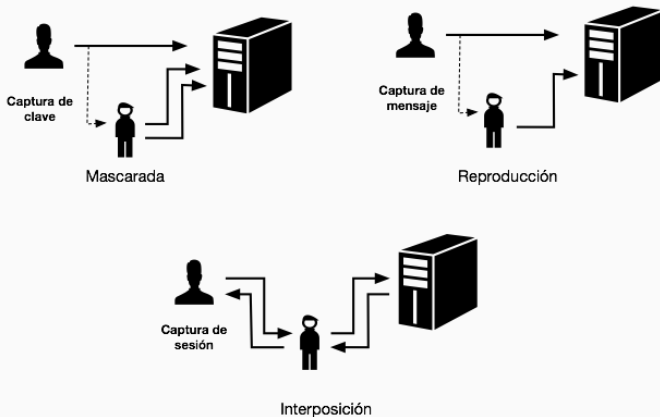 Captura de
clave
Mascarada
Captura de
mensaje
Reproducción
Captura de
sesión
Interposición